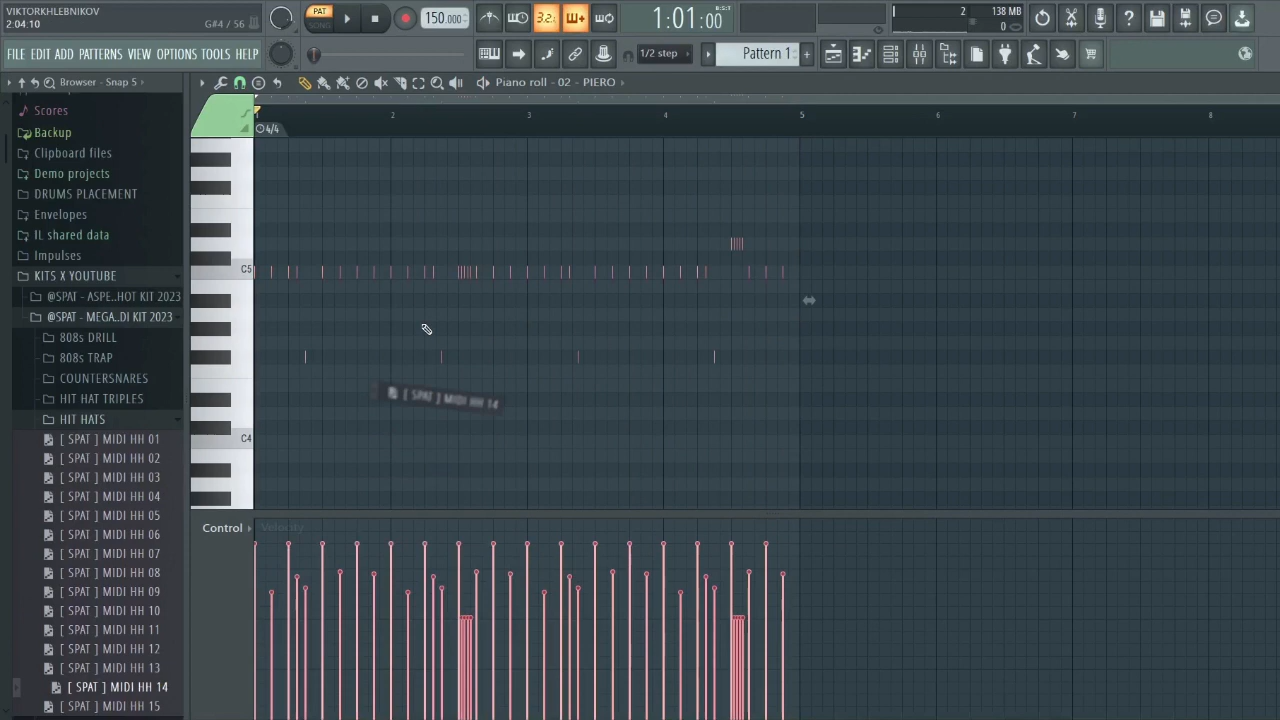 VIKTORKHLEBNIKOV
2:04:10
G#4 / 56
PAT
SONG
3.2.
150.000
1:01:00
B:S:T
2
138 MB
0
FILE EDIT ADD PATTERNS VIEW OPTIONS TOOLS HELP
1/2 step
Pattern 1
Browser - Snap 5
Piano roll - 02 - PIERO
Scores
Backup
Clipboard files
Demo projects
DRUMS PLACEMENT
Envelopes
IL shared data
Impulses
KITS X YOUTUBE
@SPAT - ASPE..HOT KIT 2023
@SPAT - MEGA..DI KIT 2023
808s DRILL
808s TRAP
COUNTERSNARES
HIT HAT TRIPLES
HIT HATS
[ SPAT ] MIDI HH 01
[ SPAT ] MIDI HH 02
[ SPAT ] MIDI HH 03
[ SPAT ] MIDI HH 04
[ SPAT ] MIDI HH 05
[ SPAT ] MIDI HH 06
[ SPAT ] MIDI HH 07
[ SPAT ] MIDI HH 08
[ SPAT ] MIDI HH 09
[ SPAT ] MIDI HH 10
[ SPAT ] MIDI HH 11
[ SPAT ] MIDI HH 12
[ SPAT ] MIDI HH 13
[ SPAT ] MIDI HH 14
[ SPAT ] MIDI HH 15
2 3 4 5 6 7 8
4/4
C5
[ SPAT ] MIDI HH 14
C4
Control
Velocity